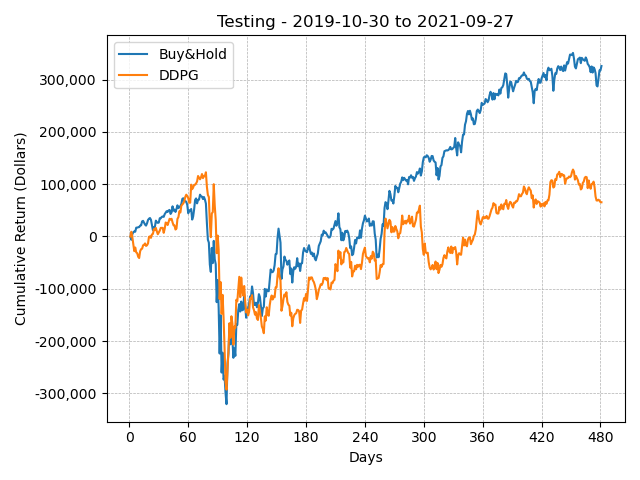 Testing - 2019-10-30 to 2021-09-27
Buy&Hold
DDPG
Cumulative Return (Dollars)
300,000
200,000
100,000
0
-100,000
-200,000
-300,000
0 60 120 180 240 300 360 420 480
Days